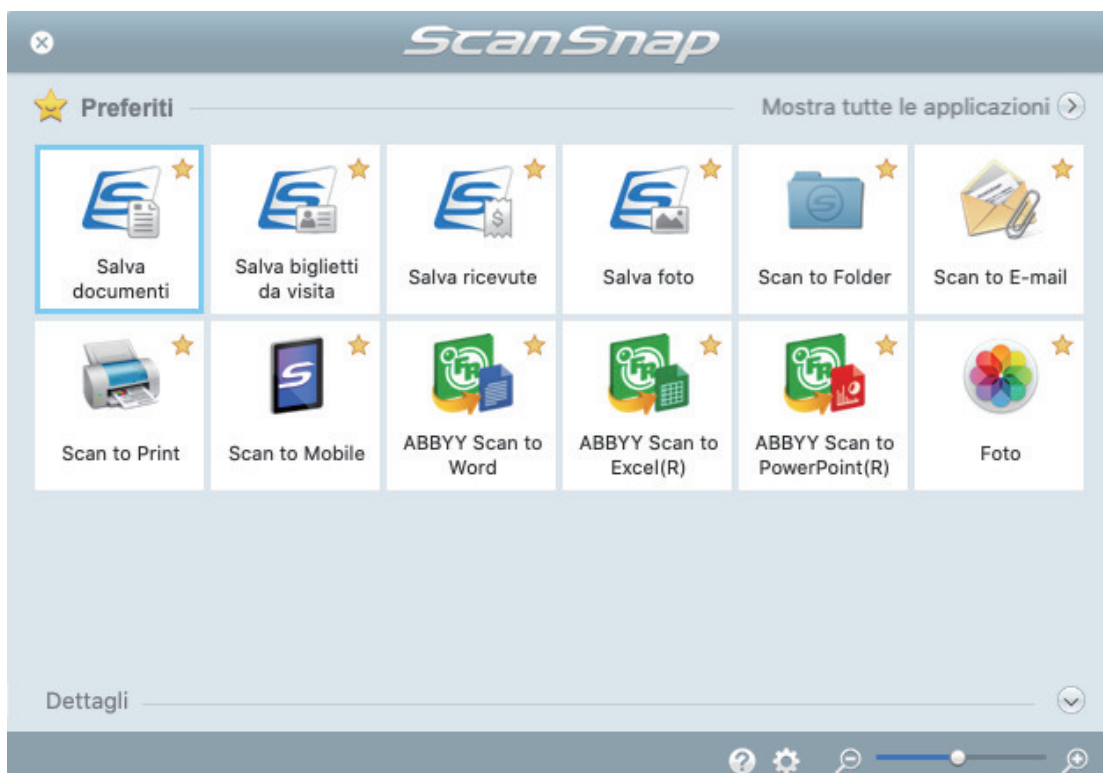 ScanSnap
Preferiti
Mostra tutte le applicazioni
Salva
documenti
Salva biglietti
da visita
Salva ricevute
Salva foto
Scan to Folder
Scan to E-mail
Scan to Print
Scan to Mobile
ABBYY Scan to
Word
ABBYY Scan to
Excel(R)
ABBYY Scan to
PowerPoint(R)
Foto
Dettagli